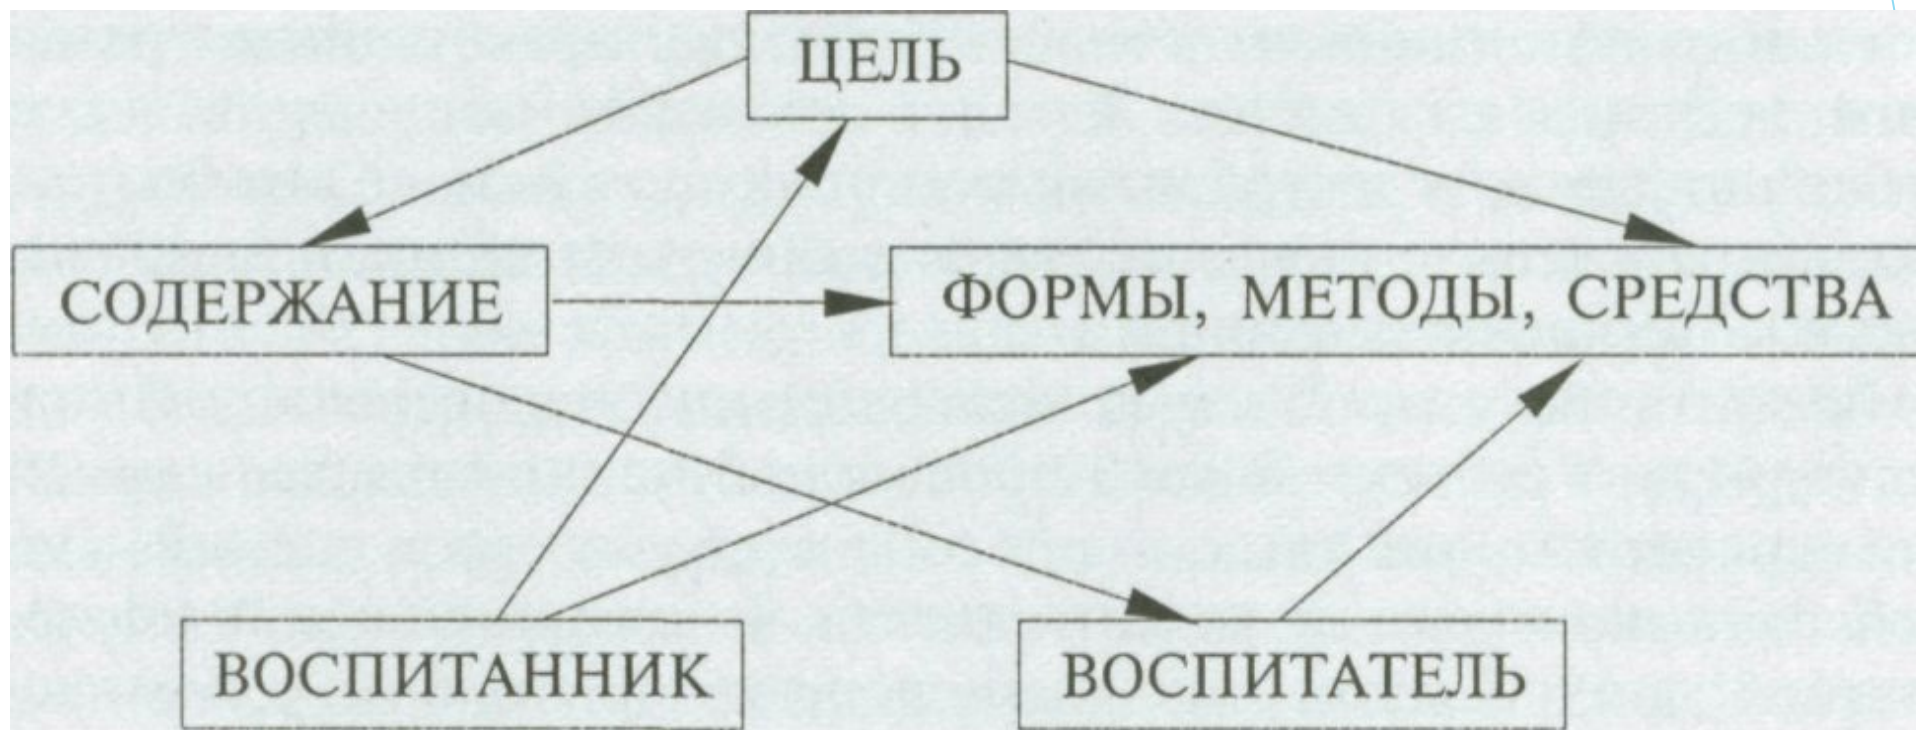 ЦЕЛЬ
СОДЕРЖАНИЕ
ФОРМЫ, МЕТОДЫ, СРЕДСТВА
ВОСПИТАННИК
ВОСПИТАТЕЛЬ